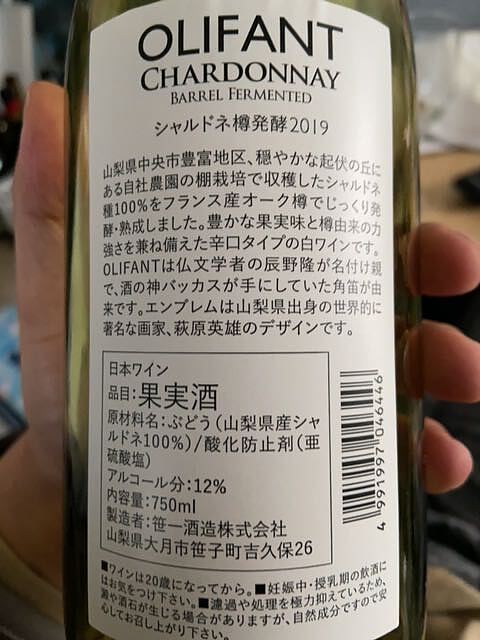 OLIFANT
CHARDONNAY
BARREL FERMENTED
シャルドネ樽発酵2019
山梨県中央市豊富地区、穏やかな起伏の丘に
ある自社農園の棚栽培で収穫したシャルドネ
種100%をフランス産オーク樽でじっくり発
酵・熟成しました。豊かな果実味と樽由来の力
強さを兼ね備えた辛口タイプの白ワインです。
OLIFANTは仏文学者の辰野隆が名付け親
で、酒の神バッカスが手にしていた角笛が由
来です。エンブレムは山梨県出身の世界的に
著名な画家、萩原英雄のデザインです。
日本ワイン
品目:果実酒
原材料名:ぶどう(山梨県産シャ
ルドネ100%)/酸化防止剤(亜
硫酸塩)
アルコール分:12%
内容量:750ml
製造者:笹一酒造株式会社
山梨県大月市笹子町吉久保26
4 991997 046446
■ワインは20歳になってから。■妊娠中・授乳期の飲酒に
はお気をつけ下さい。■濾過や処理を極力抑えているため、
澱や酒石が生じる場合がありますが、自然成分ですので安
心してお召し上がり下さい。